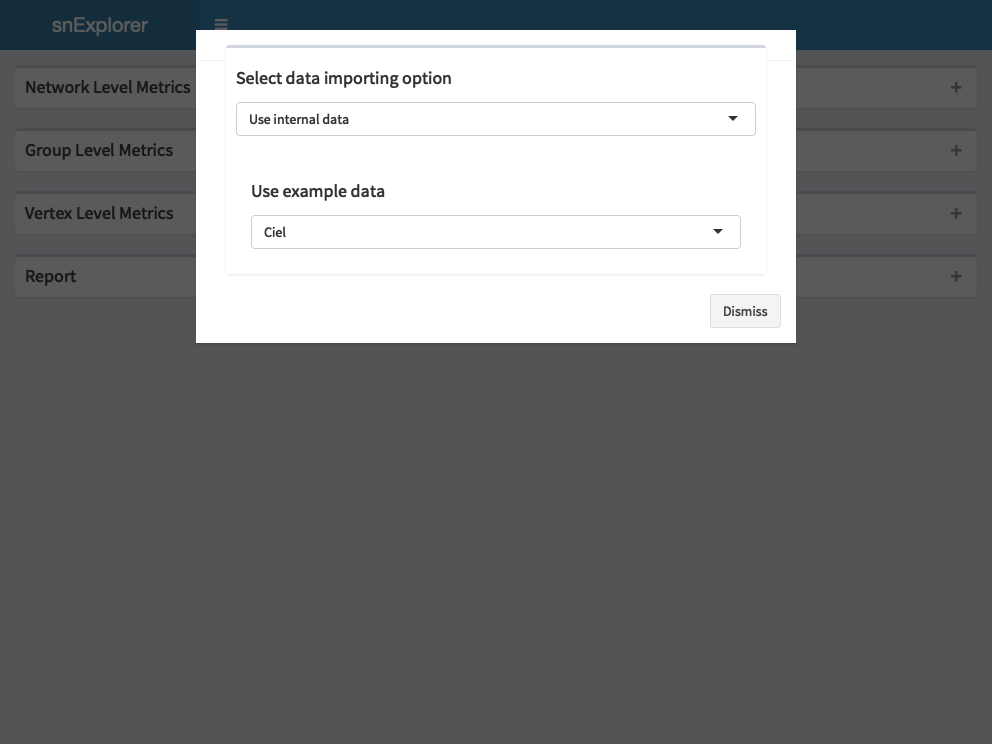 snExplorer
Network Level Metrics
Group Level Metrics
Vertex Level Metrics
Report
Select data importing option
Use internal data
Use example data
Ciel
Dismiss